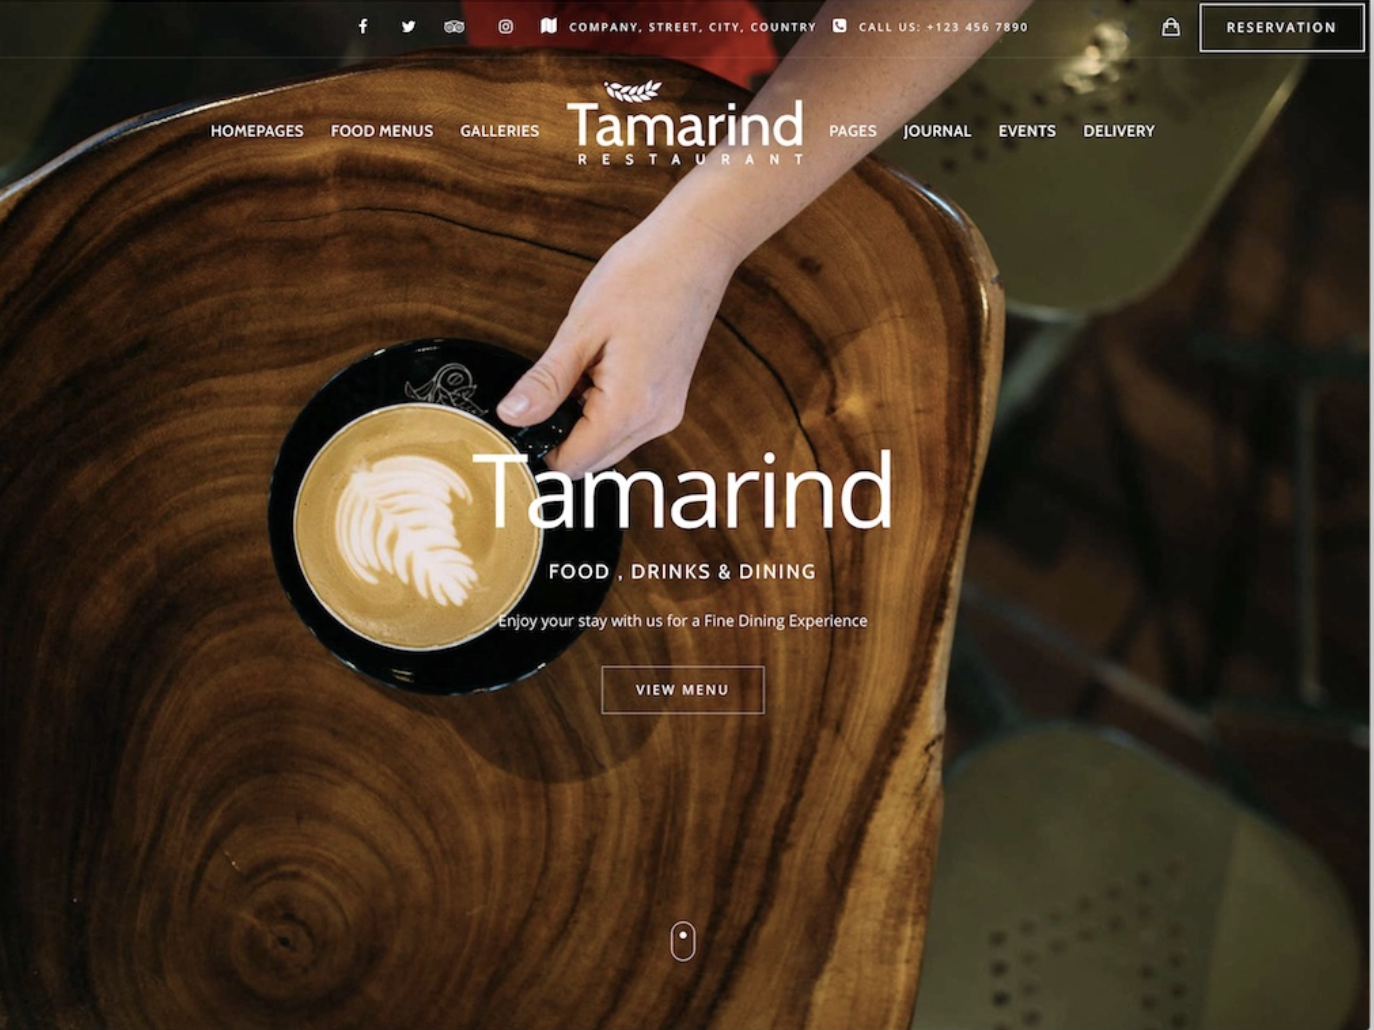 COMPANY, STREET, CITY, COUNTRY
CALL US: +123 456 7890
RESERVATION
HOMEPAGES
FOOD MENUS
GALLERIES
Tamarind
RESTAURANT
PAGES
JOURNAL
EVENTS
DELIVERY
Tamarind
FOOD , DRINKS & DINING
Enjoy your stay with us for a Fine Dining Experience
VIEW MENU